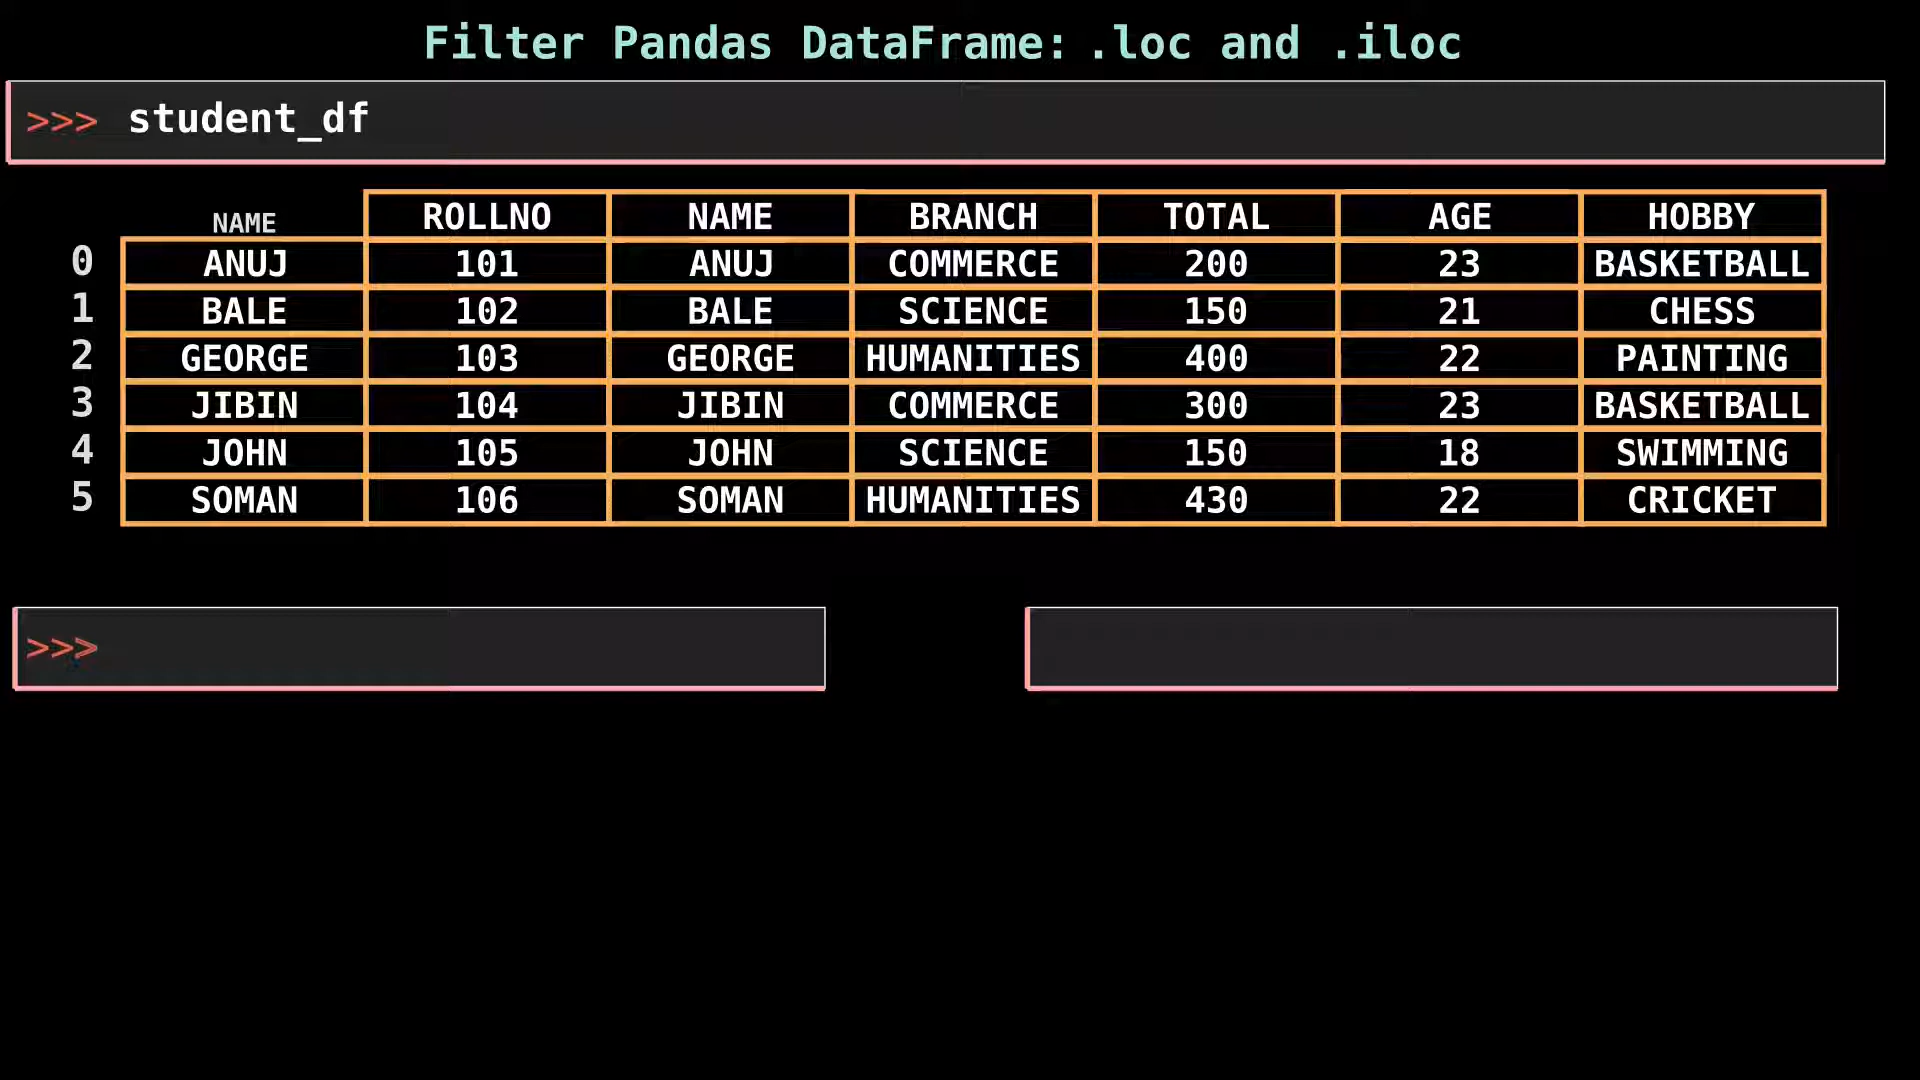 Filter Pandas DataFrame: .loc and .iloc
>>> student_df
NAME ROLLNO NAME BRANCH TOTAL AGE HOBBY
0 ANUJ 101 ANUJ COMMERCE 200 23 BASKETBALL
1 BALE 102 BALE SCIENCE 150 21 CHESS
2 GEORGE 103 GEORGE HUMANITIES 400 22 PAINTING
3 JIBIN 104 JIBIN COMMERCE 300 23 BASKETBALL
4 JOHN 105 JOHN SCIENCE 150 18 SWIMMING
5 SOMAN 106 SOMAN HUMANITIES 430 22 CRICKET
>>>